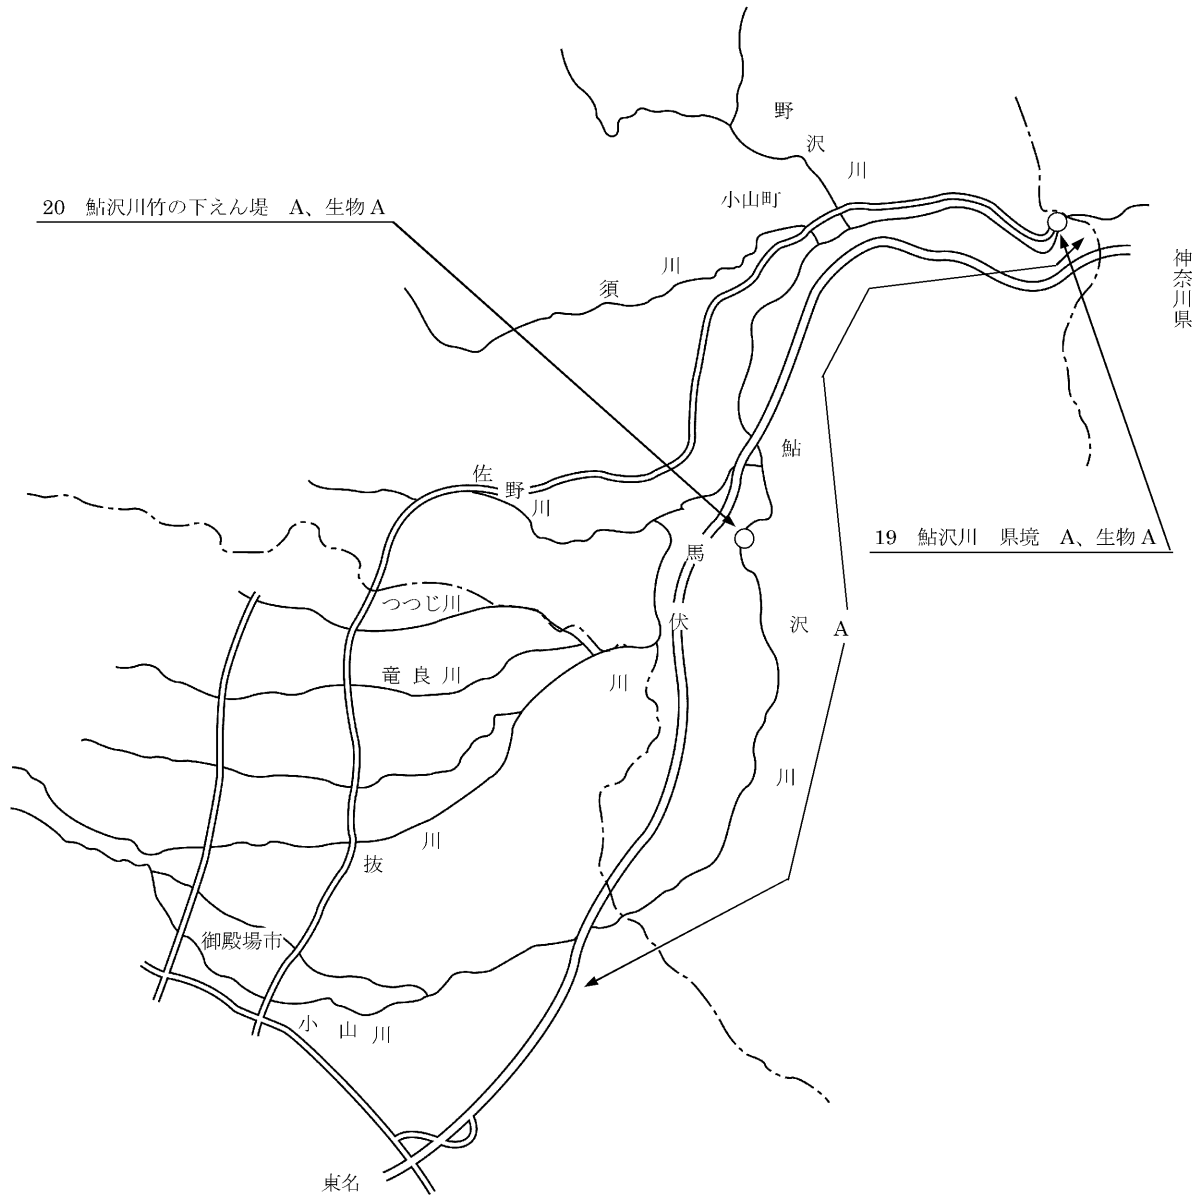 野沢川
小山町
20 鮎沢川竹の下えん堤 A、生物A
須川
神奈川県
鮎沢川
佐野川
19 鮎沢川 県境 A、生物A
馬伏川
つつじ川
A
竜良川
抜川
御殿場市
小山川
東名